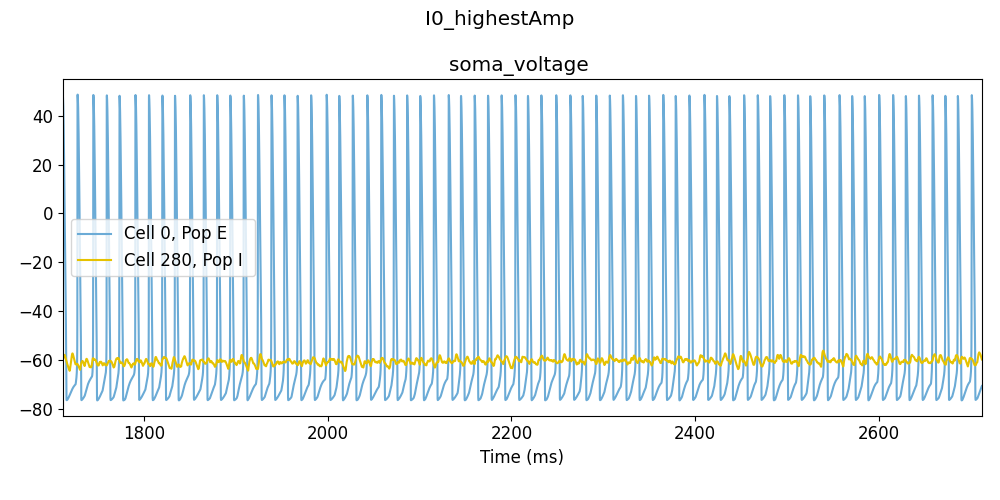 I0_highestAmp
soma_voltage
40
20
0
−20
−40
−60
−80
Cell 0, Pop E
Cell 280, Pop I
1800 2000 2200 2400 2600
Time (ms)